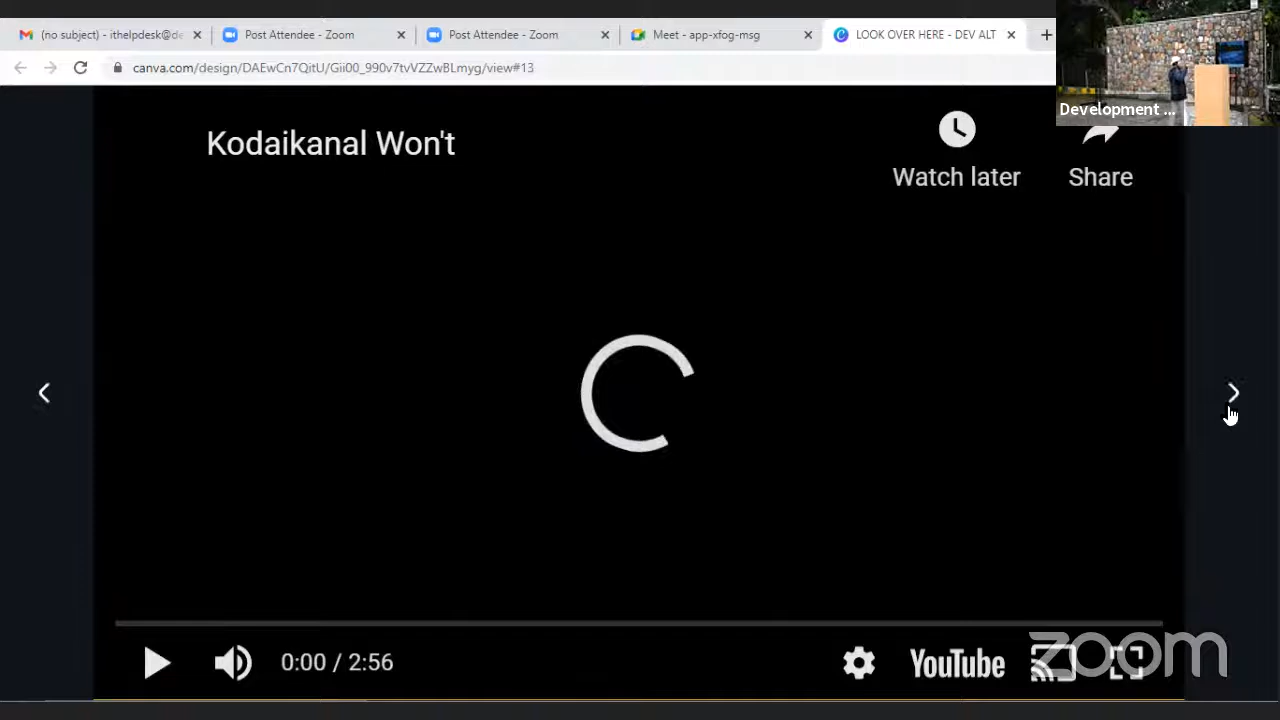 (no subject) - ithelpdesk@de
Post Attendee - Zoom
Post Attendee - Zoom
Meet - app-xfog-msg
LOOK OVER HERE - DEV ALT
canva.com/design/DAEwCn7QitU/Gii00_990v7tvVZZwBLmyg/view#13
Development ...
Kodaikanal Won't
Watch later
Share
0:00 / 2:56
YouTube
zoom